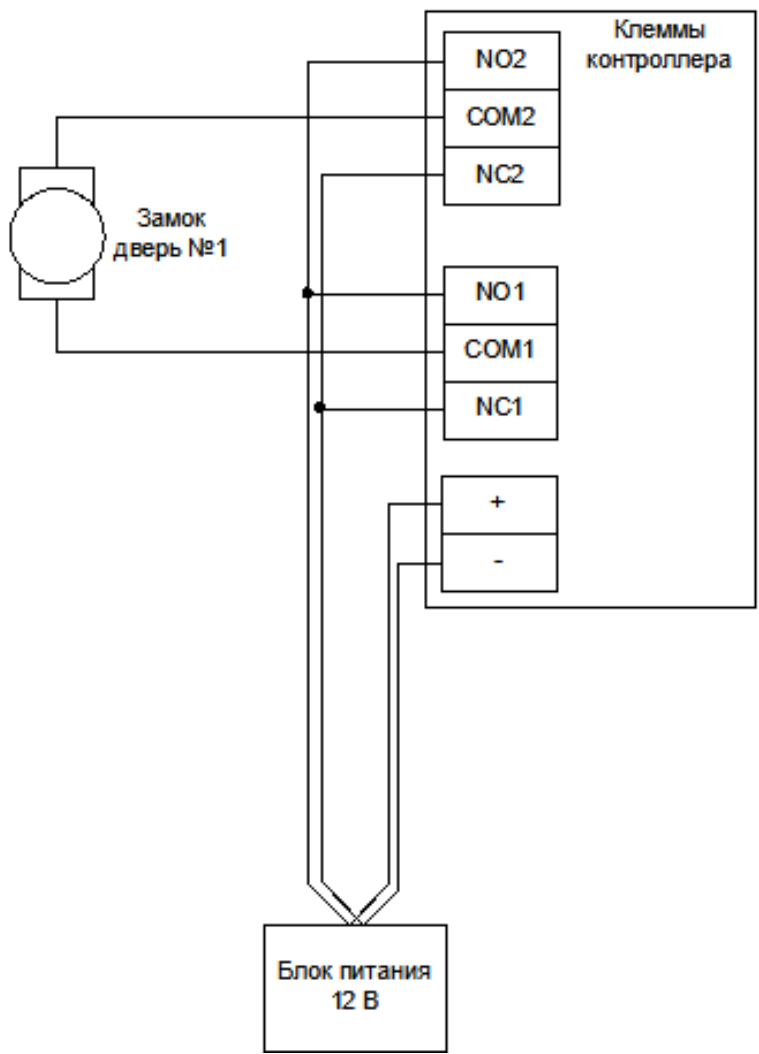 Клеммы
контроллера
NO2
COM2
NC2
Замок
дверь №1
NO1
COM1
NC1
+
-
Блок питания
12 В